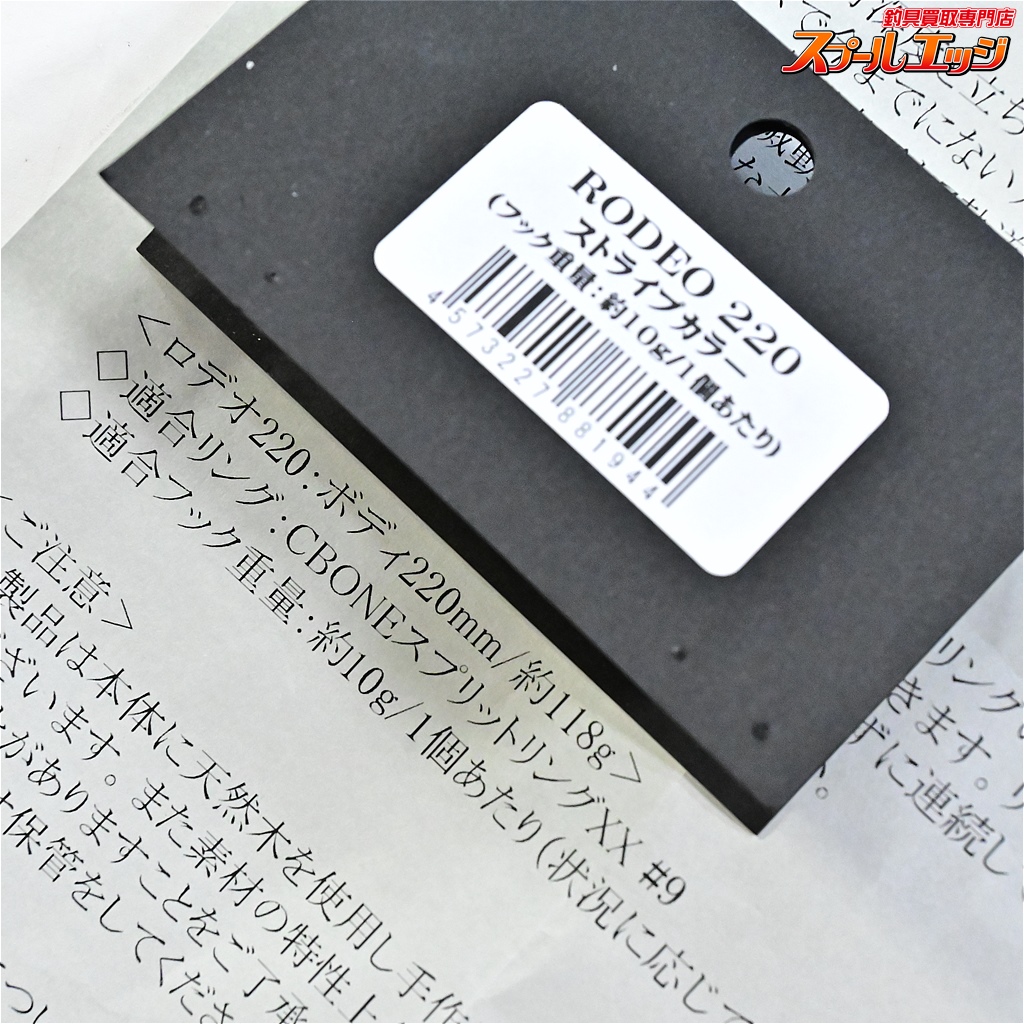 釣具買取専門店
スプールエッジ
RODEO 220
ストライプカラー
(フック重量:約10g/1個あたり)
4573227881944
<ロデオ220:ボディ220mm/約118g>
□適合リング:CBONEスプリットリングXX #9
□適合フック重量:約10g/1個あたり(状況に応じて
ご注意>
製品は本体に天然木を使用し手作
ざいます。また素材の特性上
がありますことをご了承
保管をしてくださ
立ち
までにない
リング
きます。リ
ずに連続し